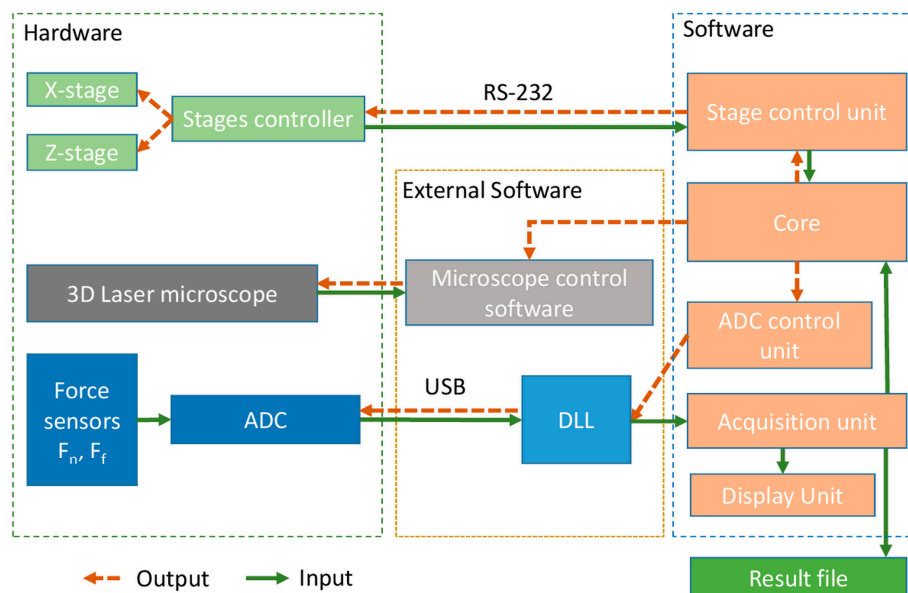 Hardware
Software
X-stage
Z-stage
Stages controller
RS-232
Stage control unit
External Software
Core
3D Laser microscope
Microscope control
software
ADC control
unit
Force
sensors
Fn, Ff
ADC
USB
DLL
Acquisition unit
Display Unit
Output
Input
Result file